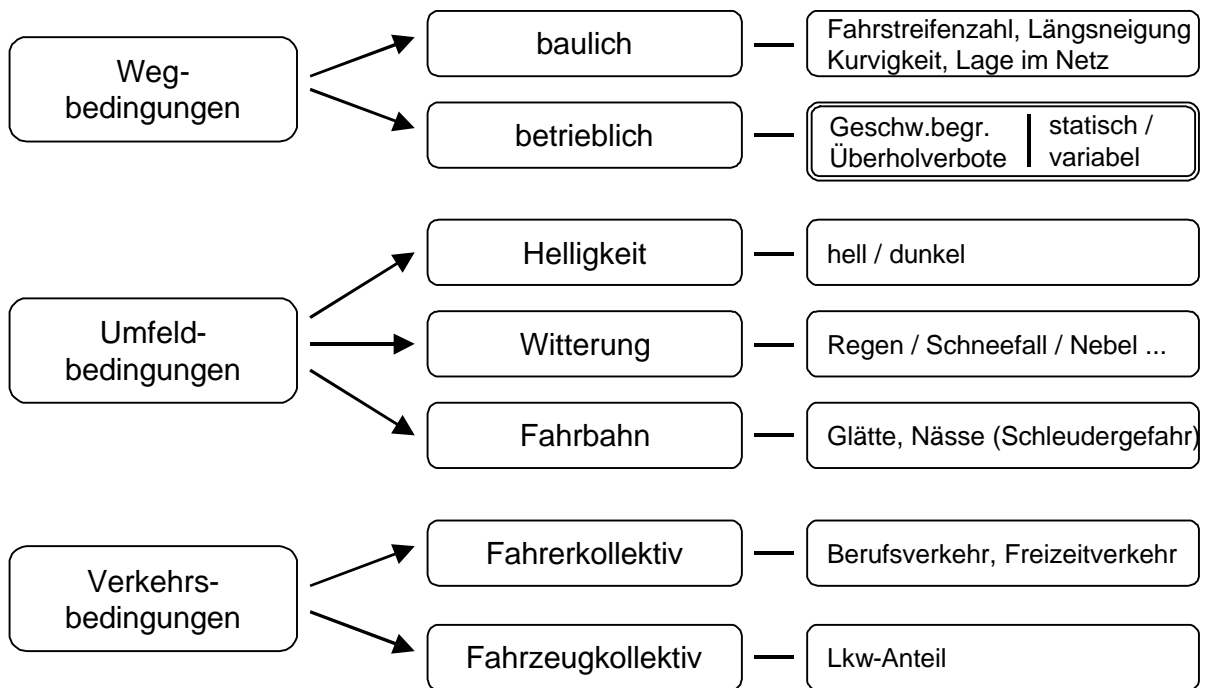 Weg-
bedingungen
baulich
Fahrstreifenzahl, Längsneigung
Kurvigkeit, Lage im Netz
betrieblich
Geschw.begr.
Überholverbote
statisch /
variabel
Umfeld-
bedingungen
Helligkeit
hell / dunkel
Witterung
Regen / Schneefall / Nebel ...
Fahrbahn
Glätte, Nässe (Schleudergefahr)
Verkehrs-
bedingungen
Fahrerkollektiv
Berufsverkehr, Freizeitverkehr
Fahrzeugkollektiv
Lkw-Anteil